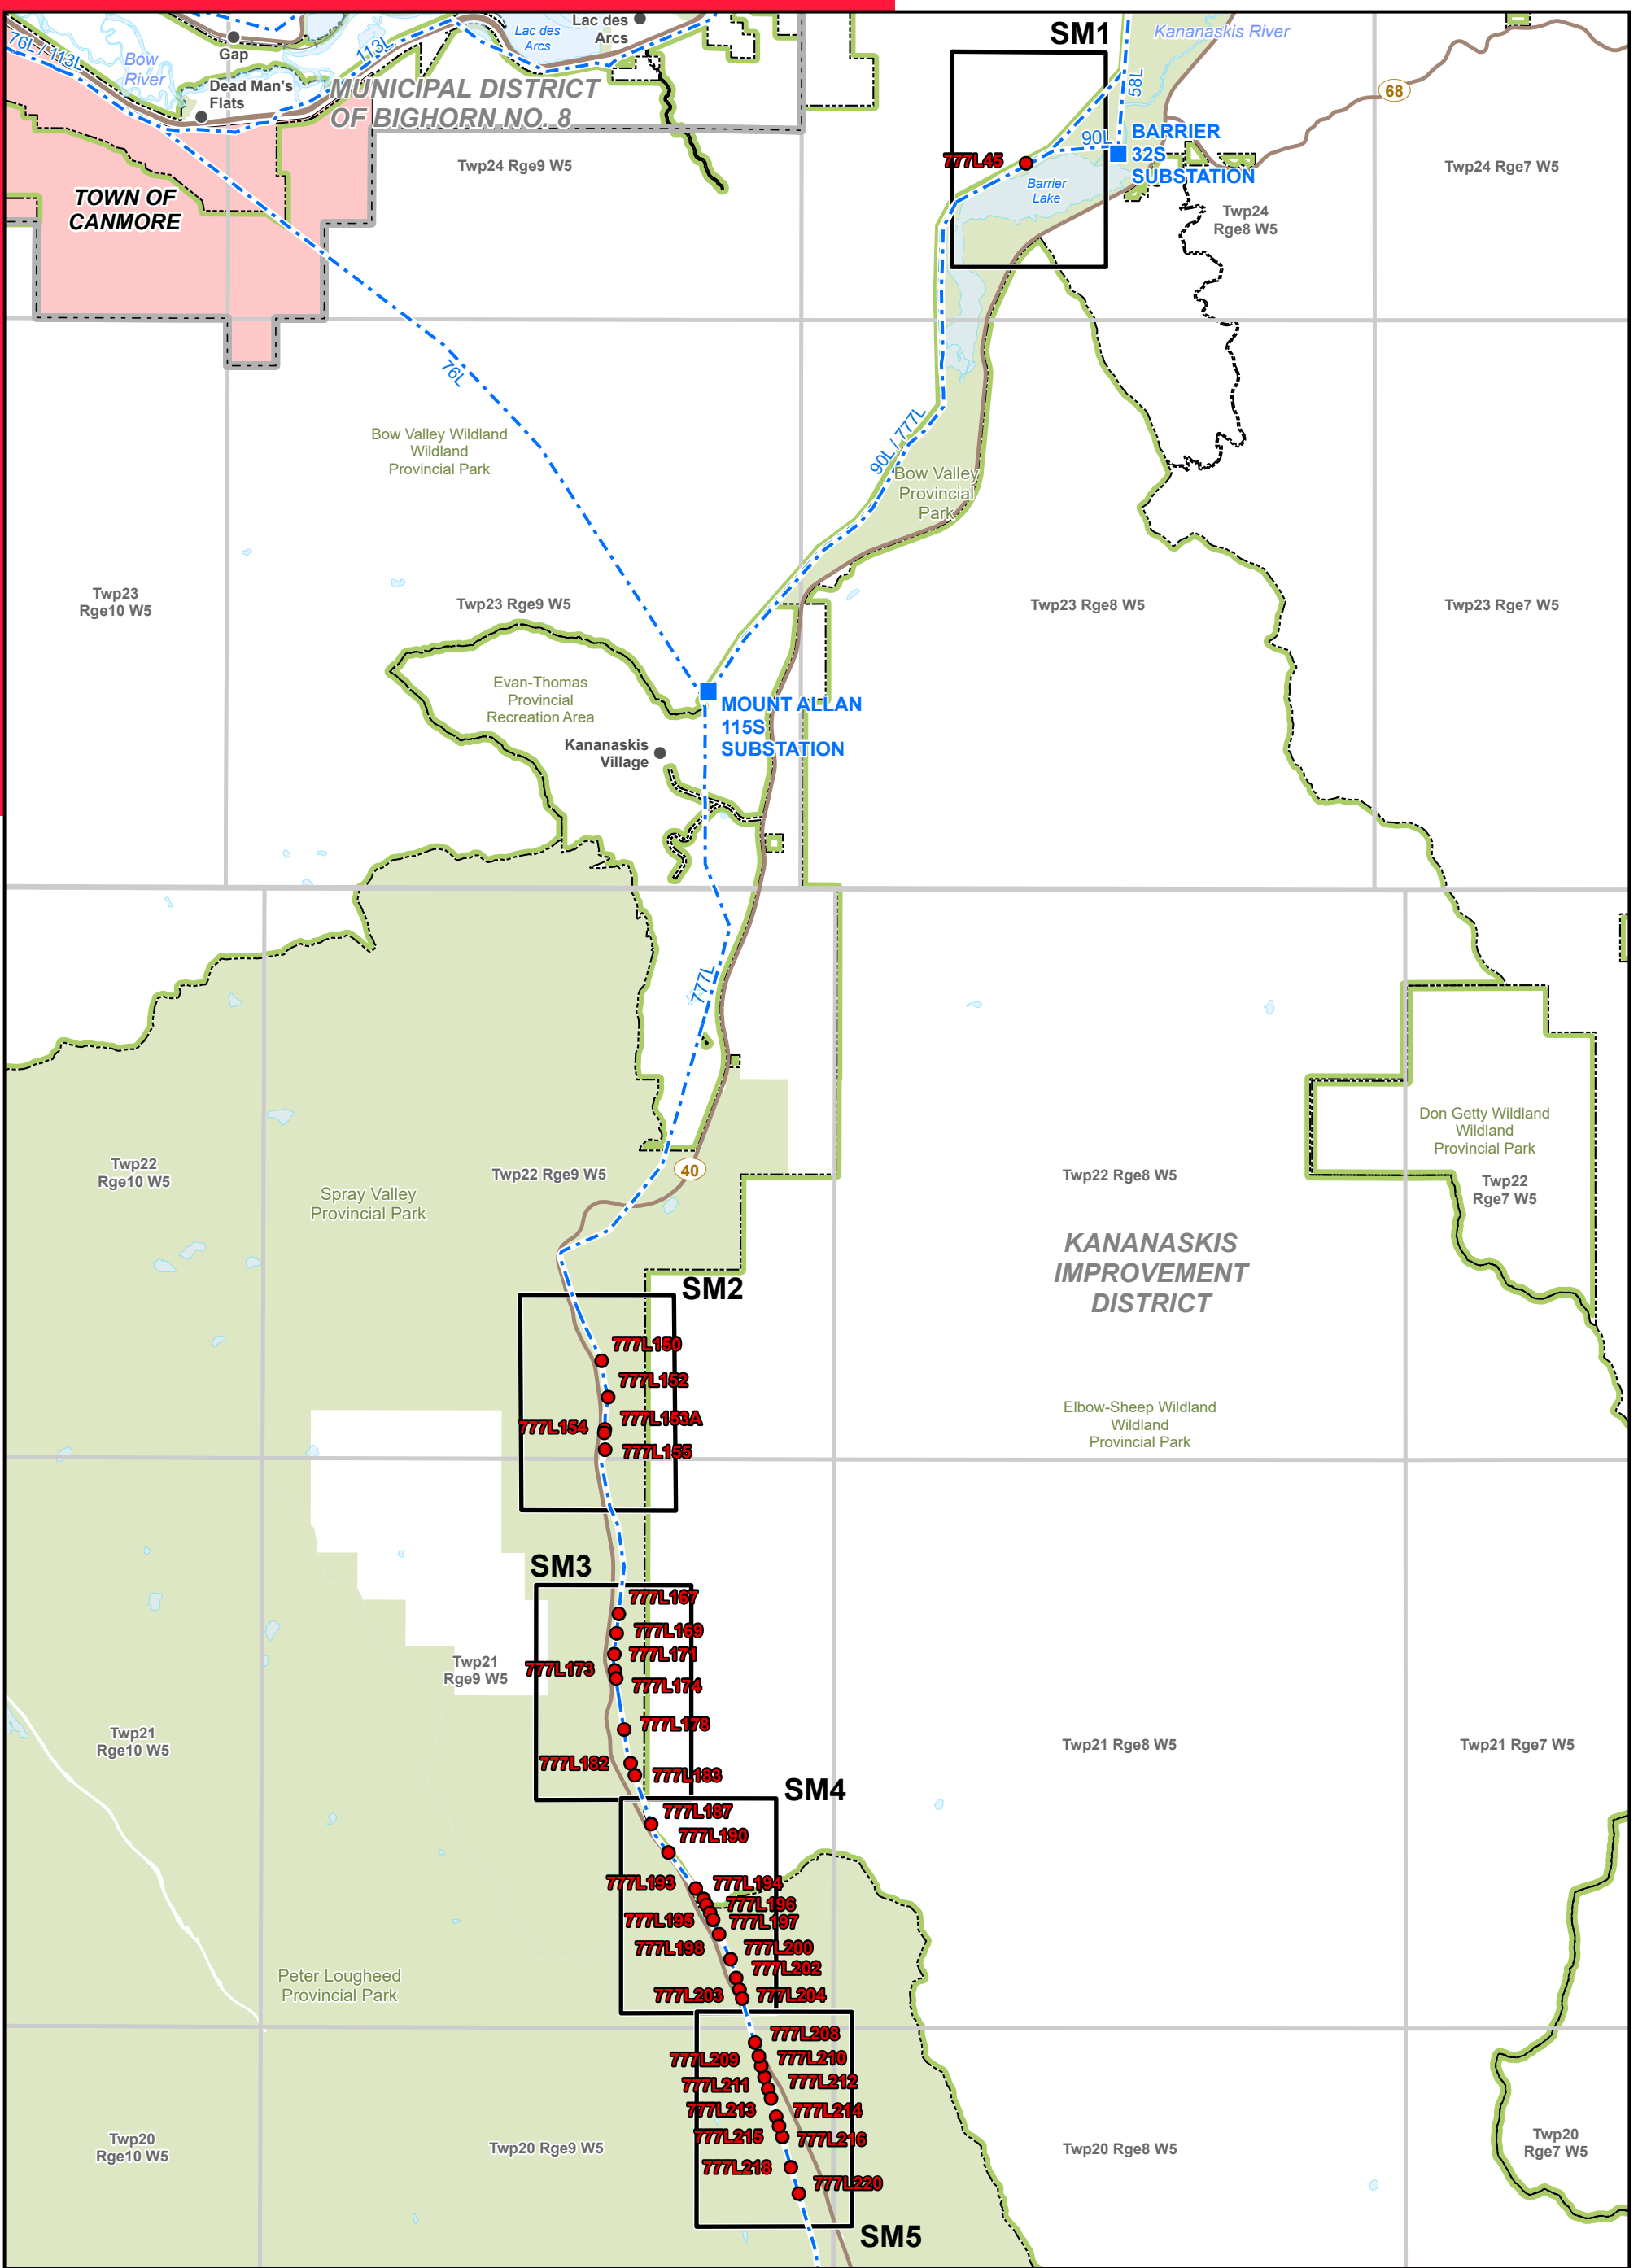 SM1
Kananaskis River
Lac des
Arcs
Lac des
Arcs
Gap
76L / 113L
113L
Bow
River
Dead Man's
Flats
MUNICIPAL DISTRICT
OF BIGHORN NO. 8
58L
68
90L
BARRIER
32S
SUBSTATION
777L45
Barrier
Lake
Twp24 Rge9 W5
Twp24 Rge7 W5
TOWN OF
CANMORE
Twp24
Rge8 W5
76L
90L / 777L
Bow Valley Wildland
Wildland
Provincial Park
Bow Valley
Provincial
Park
Twp23
Rge10 W5
Twp23 Rge9 W5
Twp23 Rge8 W5
Twp23 Rge7 W5
Evan-Thomas
Provincial
Recreation Area
MOUNT ALLAN
115S
SUBSTATION
Kananaskis
Village
777L
Don Getty Wildland
Wildland
Provincial Park
40
Twp22
Rge10 W5
Twp22 Rge9 W5
Twp22 Rge8 W5
Twp22
Rge7 W5
Spray Valley
Provincial Park
KANANASKIS
IMPROVEMENT
DISTRICT
SM2
777L150
777L152
777L153A
777L154
777L155
Elbow-Sheep Wildland
Wildland
Provincial Park
SM3
777L167
777L169
777L171
777L173
777L174
777L178
777L182
777L183
Twp21
Rge9 W5
Twp21
Rge10 W5
Twp21 Rge8 W5
Twp21 Rge7 W5
SM4
777L187
777L190
777L193
777L194
777L196
777L195
777L197
777L198
777L200
777L202
777L203
777L204
Peter Lougheed
Provincial Park
777L208
777L209
777L210
777L211
777L212
777L213
777L214
777L215
777L216
777L218
777L220
Twp20
Rge10 W5
Twp20 Rge9 W5
Twp20 Rge8 W5
Twp20
Rge7 W5
SM5